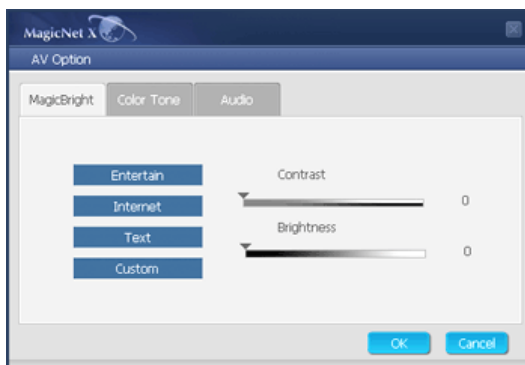 MagicNet X
AV Option
MagicBright Color Tone Audio
Entertain
Internet
Text
Custom
Contrast
0
Brightness
0
OK Cancel